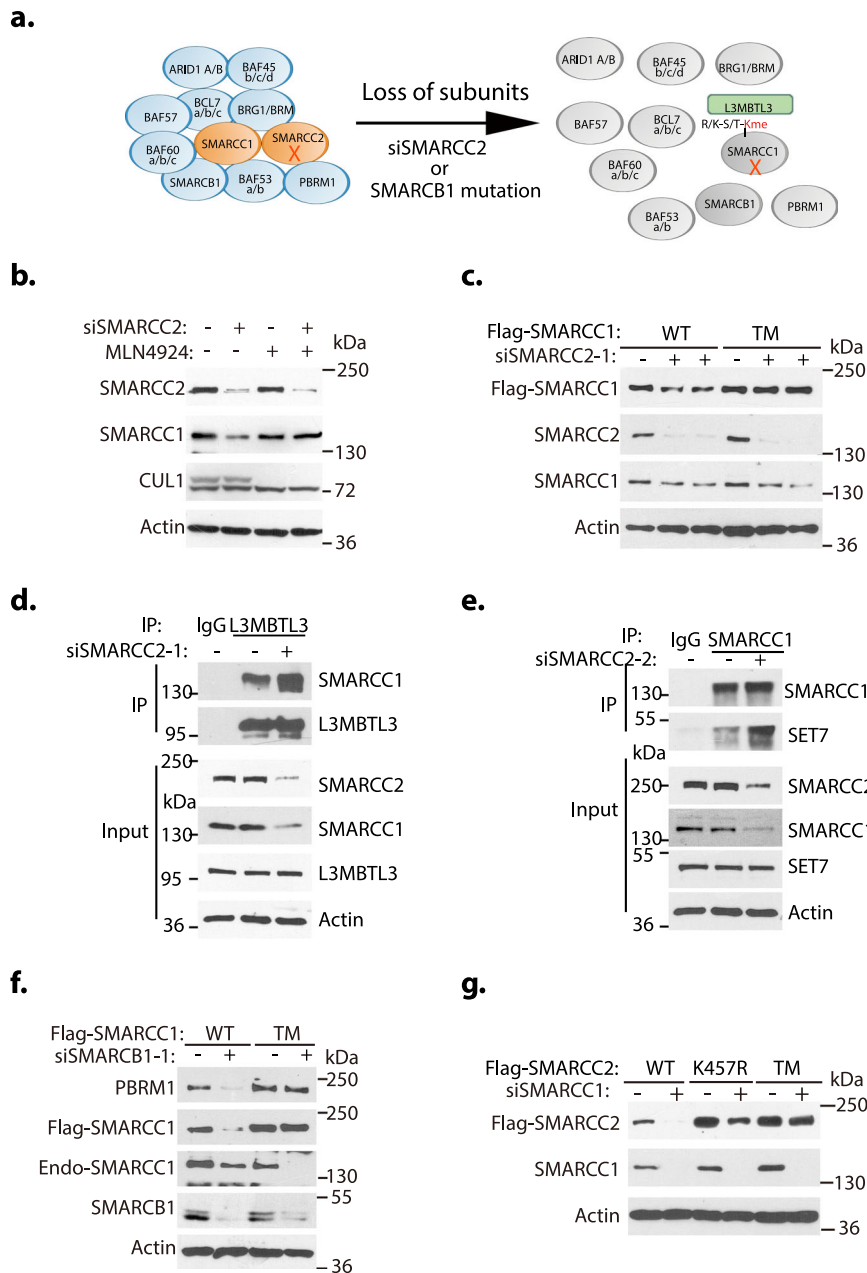 a.
ARID1 A/B
BAF45
b/c/d
BCL7
a/b/c
BRG1/BRM
BAF57
SMARCC1
SMARCC2
X
BAF60
a/b/c
SMARCB1
BAF53
a/b
PBRM1
Loss of subunits
siSMARCC2
or
SMARCB1 mutation
ARID1 A/B
BAF45
b/c/d
BRG1/BRM
L3MBTL3
R/K-S/T-Kme
BAF57
BCL7
a/b/c
SMARCC1
X
BAF60
a/b/c
SMARCB1
PBRM1
BAF53
a/b
b.
siSMARCC2: - + - +
MLN4924: - - + +
kDa
250
SMARCC2
SMARCC1
130
CUL1
72
Actin
36
c.
Flag-SMARCC1: WT TM
kDa
siSMARCC2-1: - + + - + +
250
Flag-SMARCC1
SMARCC2
130
SMARCC1
130
Actin
36
d.
IP: IgG L3MBTL3
siSMARCC2-1: - - +
IP
130
SMARCC1
95
L3MBTL3
250
kDa
Input
SMARCC2
130
SMARCC1
95
L3MBTL3
36
Actin
e.
IP: IgG SMARCC1
siSMARCC2-2: - - +
IP
130
SMARCC1
55
SET7
kDa
Input
250
SMARCC2
130
SMARCC1
55
SET7
36
Actin
f.
Flag-SMARCC1: WT TM
siSMARCB1-1: - + - +
kDa
PBRM1
250
250
Flag-SMARCC1
Endo-SMARCC1
130
55
SMARCB1
Actin
36
g.
Flag-SMARCC2: WT K457R TM
kDa
siSMARCC1: - + - + - +
250
Flag-SMARCC2
SMARCC1
130
Actin
36